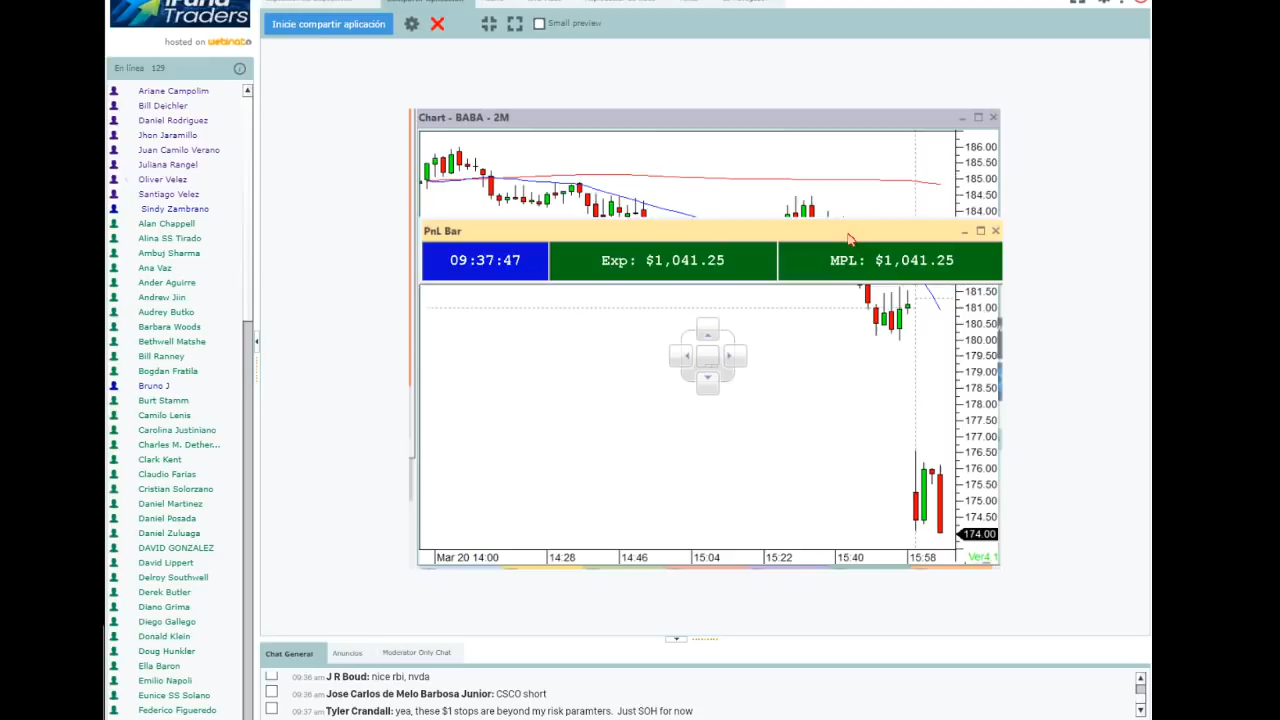 iFund
Traders
hosted on webinato
Inicie compartir aplicación
Small preview
En línea 129
Ariane Campolim
Bill Deichler
Daniel Rodriguez
Jhon Jaramillo
Juan Camilo Verano
Juliana Rangel
Oliver Velez
Santiago Velez
Sindy Zambrano
Alan Chappell
Alina SS Tirado
Ambuj Sharma
Ana Vaz
Ander Aguirre
Andrew Jiin
Audrey Butko
Barbara Woods
Bethwell Matshe
Bill Ranney
Bogdan Fratila
Bruno J
Burt Stamm
Camilo Lenis
Carolina Justiniano
Charles M. Dether...
Clark Kent
Claudio Farías
Cristian Solorzano
Daniel Martinez
Daniel Posada
Daniel Zuluaga
DAVID GONZALEZ
David Lippert
Delroy Southwell
Derek Butler
Diano Grima
Diego Gallego
Donald Klein
Doug Hunkler
Ella Baron
Emilio Napoli
Eunice SS Solano
Federico Figueredo
Chart - BABA - 2M
186.00
185.50
185.00
184.50
184.00
PnL Bar
09:37:47 Exp: $1,041.25 MPL: $1,041.25
181.50
181.00
180.50
180.00
179.50
179.00
178.50
178.00
177.50
177.00
176.50
176.00
175.50
175.00
174.50
174.00
Mar 20 14:00 14:28 14:46 15:04 15:22 15:40 15:58 Ver4.1
Chat General Anuncios Moderator Only Chat
09:36 am J R Boud: nice rbi, nvda
09:36 am Jose Carlos de Melo Barbosa Junior: CSCO short
09:37 am Tyler Crandall: yea, these $1 stops are beyond my risk paramters. Just SOH for now